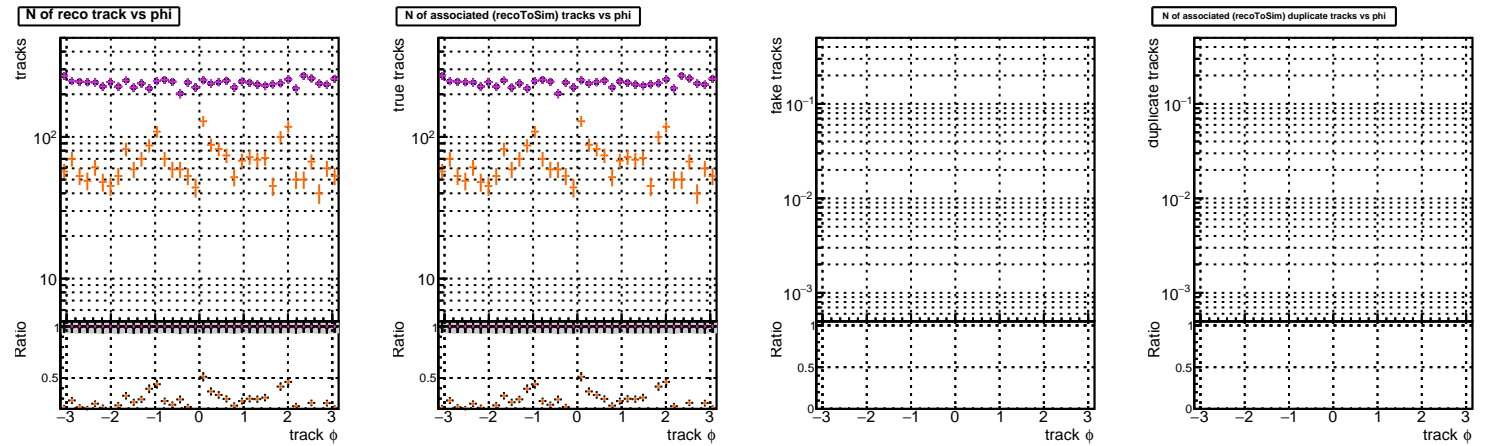 N of reco track vs phi
tracks
10²
10
Ratio
1
0.5
−3 −2 −1 0 1 2 3
track ϕ
N of associated (recoToSim) tracks vs phi
true tracks
10²
10
Ratio
1
0.5
−3 −2 −1 0 1 2 3
track ϕ
fake tracks
10⁻¹
10⁻²
10⁻³
Ratio
1
0.5
0
−3 −2 −1 0 1 2 3
track ϕ
N of associated (recoToSim) duplicate tracks vs phi
duplicate tracks
10⁻¹
10⁻²
10⁻³
Ratio
1
0.5
0
−3 −2 −1 0 1 2 3
track ϕ